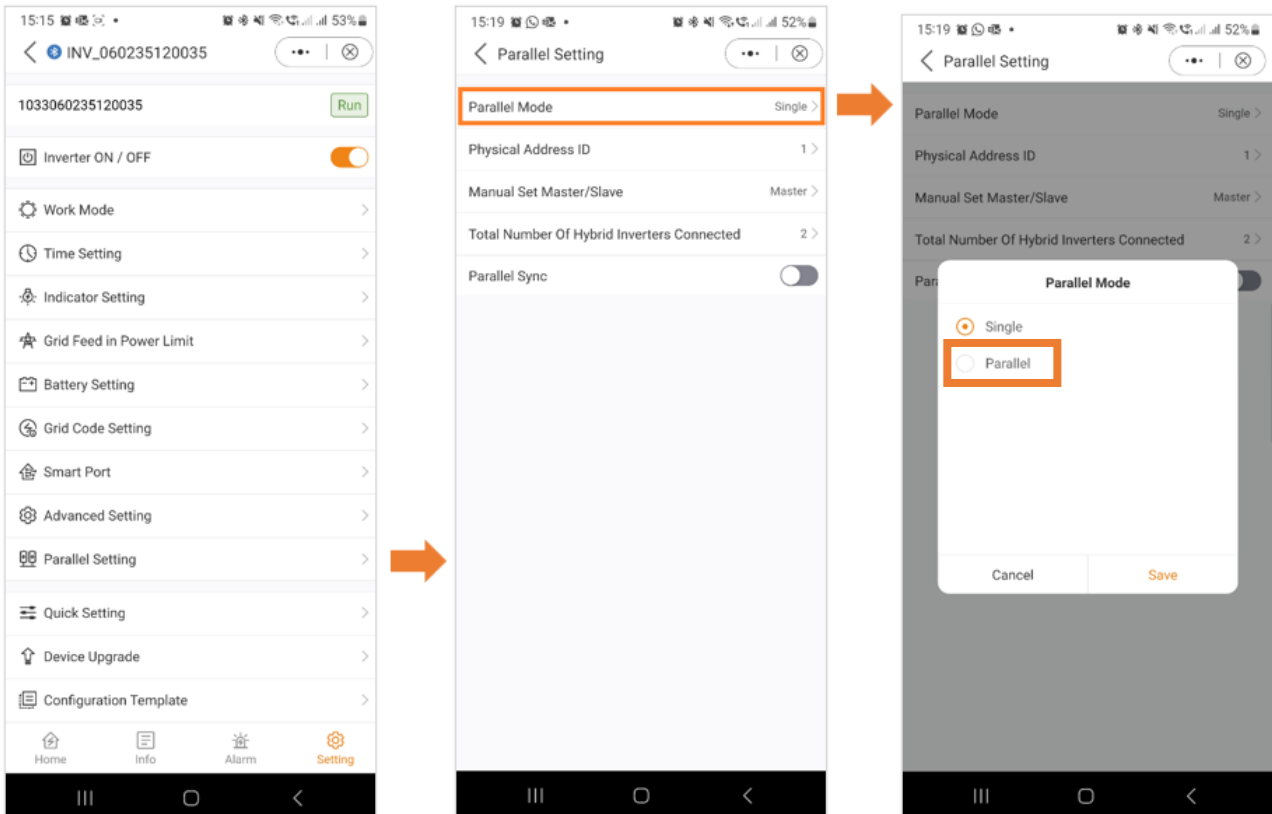 15:15
53%
INV_060235120035
1033060235120035
Run
Inverter ON / OFF
Work Mode
Time Setting
Indicator Setting
Grid Feed in Power Limit
Battery Setting
Grid Code Setting
Smart Port
Advanced Setting
Parallel Setting
Quick Setting
Device Upgrade
Configuration Template
Home
Info
Alarm
Setting
15:19
52%
Parallel Setting
Parallel Mode
Single
Physical Address ID
1
Manual Set Master/Slave
Master
Total Number Of Hybrid Inverters Connected
2
Parallel Sync
15:19
52%
Parallel Setting
Parallel Mode
Single
Physical Address ID
1
Manual Set Master/Slave
Master
Total Number Of Hybrid Inverters Connected
2
Para
Parallel Mode
Single
Parallel
Cancel
Save